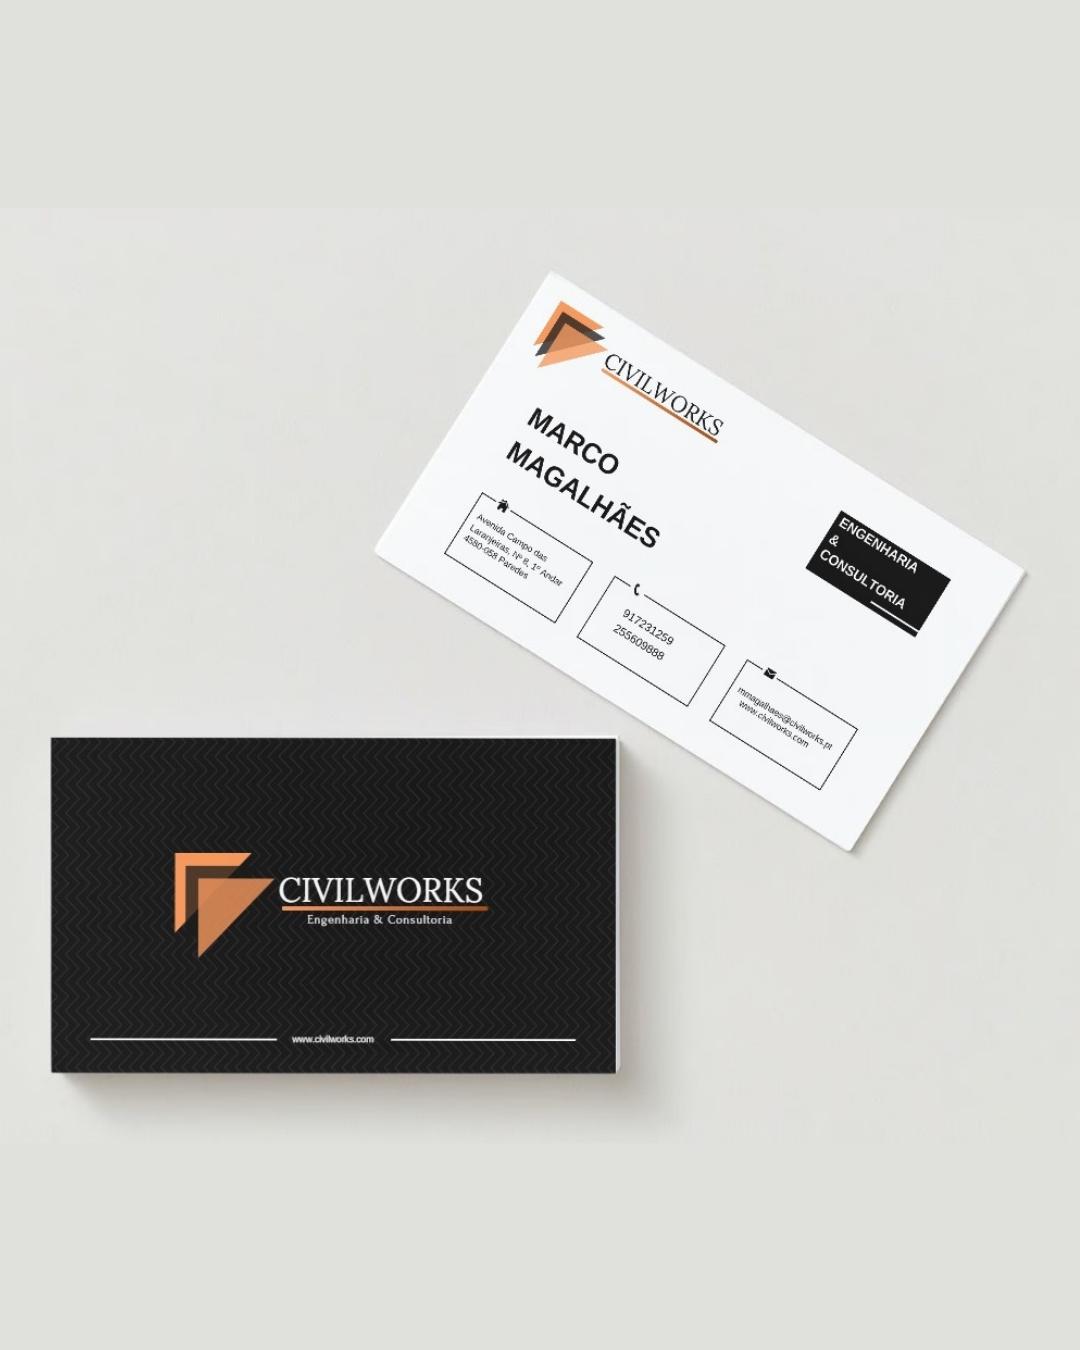 CIVILWORKS
MARCO
MAGALHÃES
Avenida Campo das
Laranjeiras, Nº 8, 1º Andar
4580-058 Paredes
917231259
255609888
mmagalhaes@civilworks.pt
www.civilworks.com
ENGENHARIA
&
CONSULTORIA
CIVILWORKS
Engenharia & Consultoria
www.civilworks.com